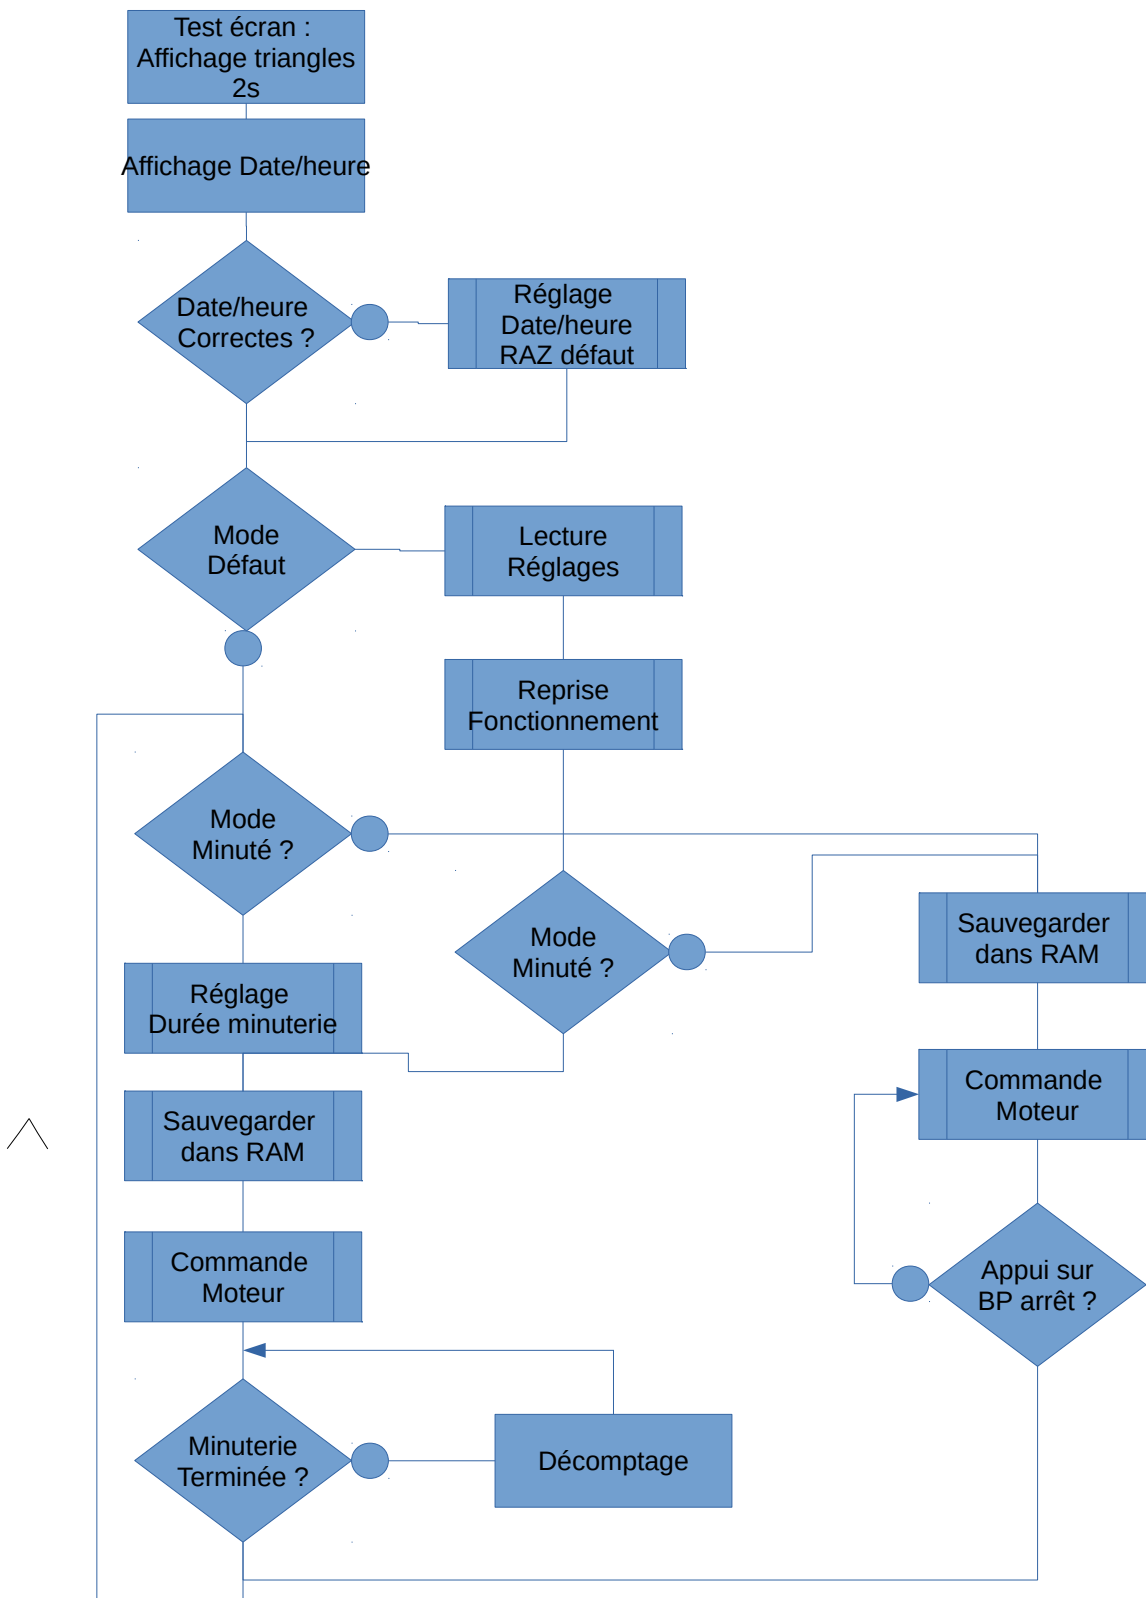 Test écran :
Affichage triangles
2s
Affichage Date/heure
Date/heure
Correctes ?
Réglage
Date/heure
RAZ défaut
Mode
Défaut
Lecture
Réglages
Reprise
Fonctionnement
Mode
Minuté ?
Mode
Minuté ?
Sauvegarder
dans RAM
Réglage
Durée minuterie
Commande
Moteur
Sauvegarder
dans RAM
Commande
Moteur
Appui sur
BP arrêt ?
Minuterie
Terminée ?
Décomptage